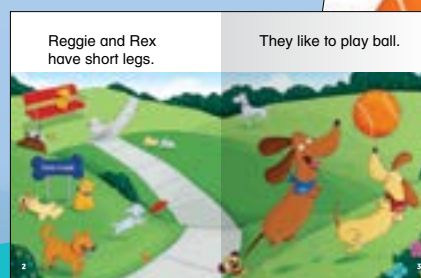 Reggie and Rex
have short legs.
They like to play ball.
2
3